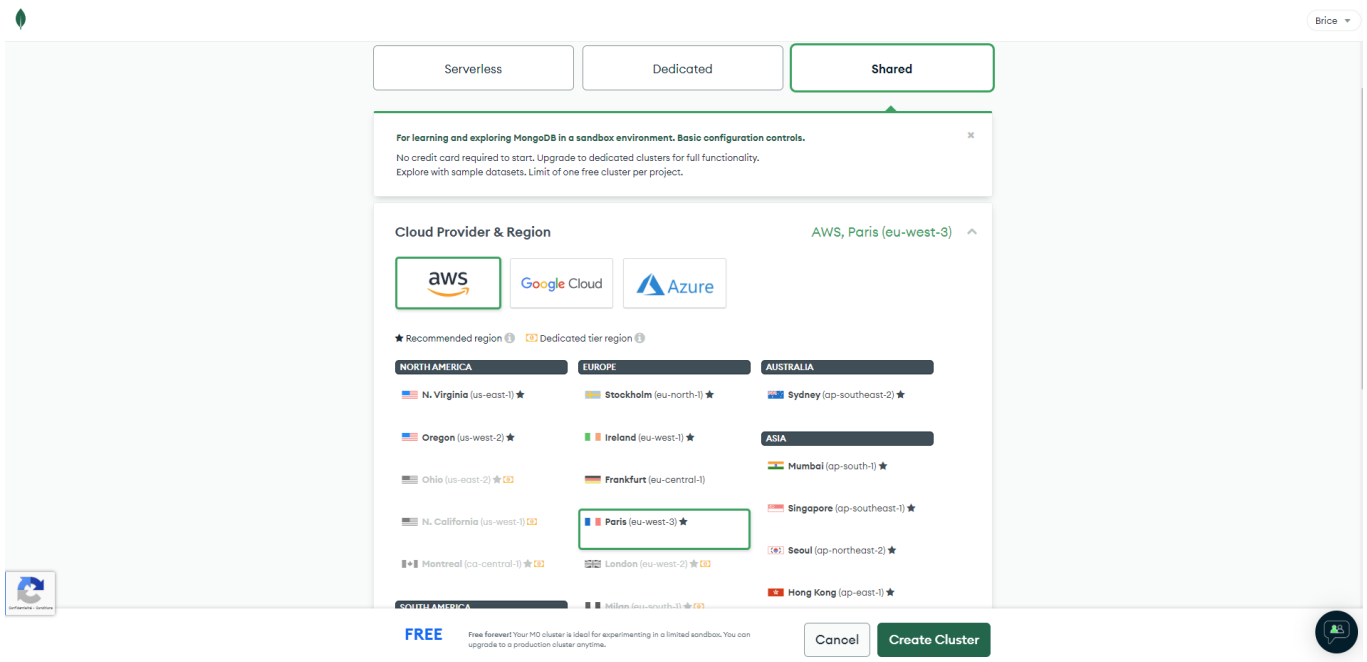 Brice
Serverless
Dedicated
Shared
For learning and exploring MongoDB in a sandbox environment. Basic configuration controls.
No credit card required to start. Upgrade to dedicated clusters for full functionality.
Explore with sample datasets. Limit of one free cluster per project.
Cloud Provider & Region
AWS, Paris (eu-west-3)
aws
Google Cloud
Azure
Recommended region
Dedicated tier region
NORTH AMERICA
N. Virginia (us-east-1)
Oregon (us-west-2)
Ohio (us-east-2)
N. California (us-west-1)
Montreal (ca-central-1)
SOUTH AMERICA
EUROPE
Stockholm (eu-north-1)
Ireland (eu-west-1)
Frankfurt (eu-central-1)
Paris (eu-west-3)
London (eu-west-2)
Milan (eu-south-1)
AUSTRALIA
Sydney (ap-southeast-2)
ASIA
Mumbai (ap-south-1)
Singapore (ap-southeast-1)
Seoul (ap-northeast-2)
Hong Kong (ap-east-1)
FREE
Free forever! Your M0 cluster is ideal for experimenting in a limited sandbox. You can
upgrade to a production cluster anytime.
Cancel
Create Cluster